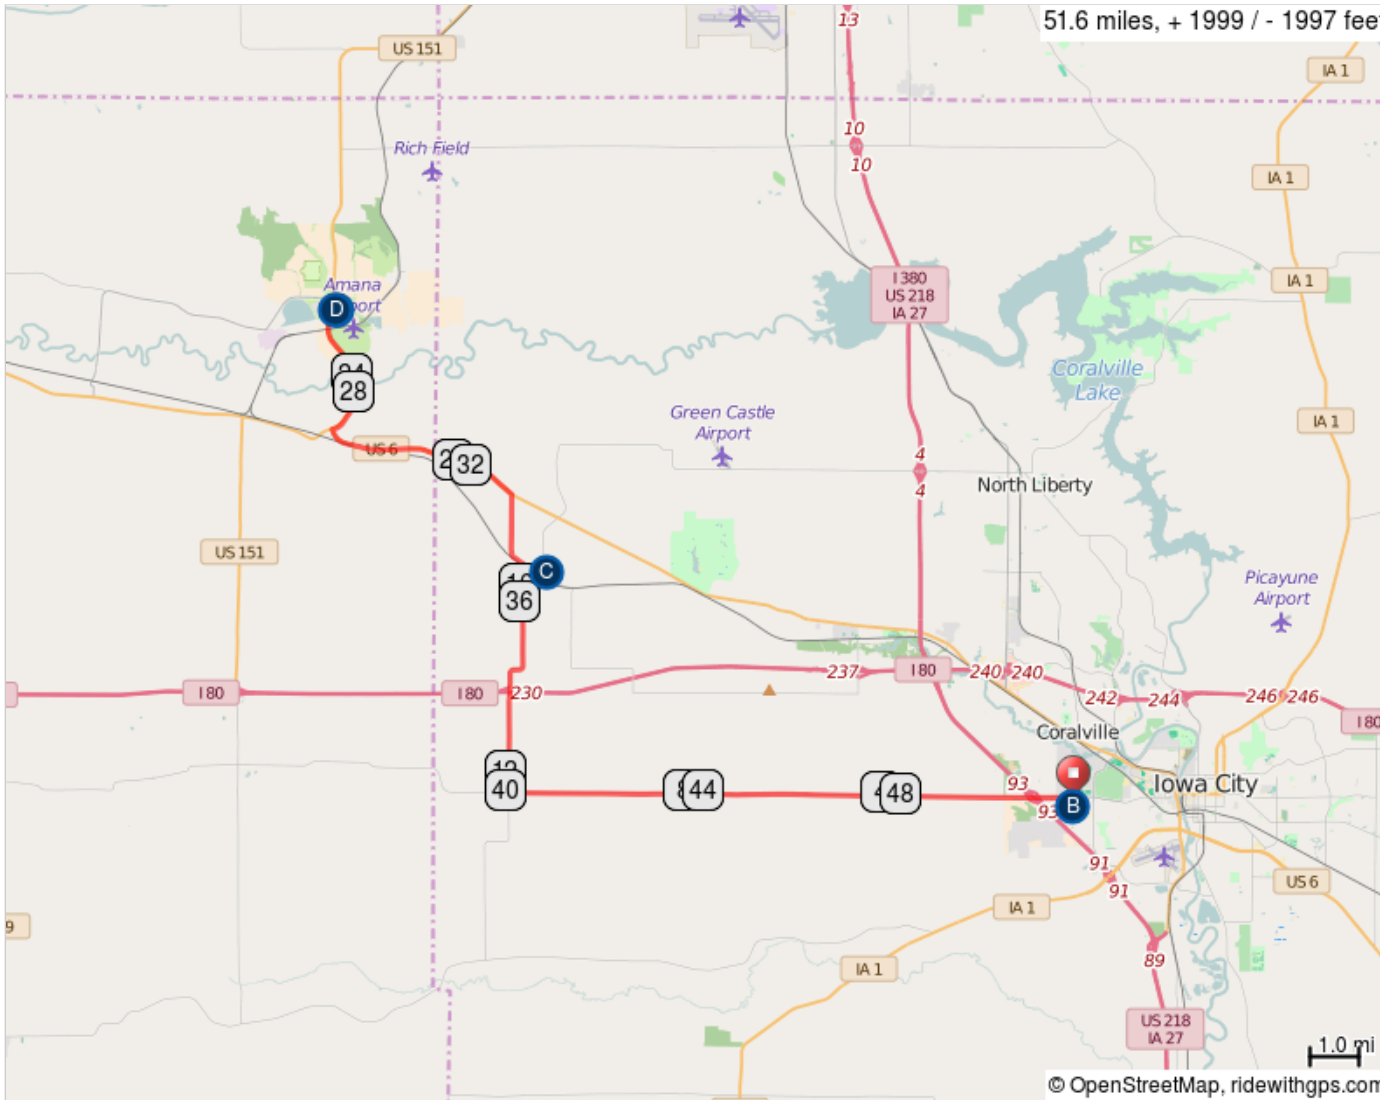 13
51.6 miles, + 1999 / - 1997 feet
US 151
IA 1
10
Rich Field
10
IA 1
I 380
US 218
IA 27
IA 1
Amana
port
D
Coralville
Lake
28
Green Castle
Airport
IA 1
US 6
32
4
4
North Liberty
US 151
C
Picayune
Airport
36
I 80
I 80
230
237
I 80
240
240
242
244
246
246
I 80
Coralville
93
Iowa City
40
44
48
B
93
91
91
US 6
IA 1
9
89
IA 1
US 218
IA 27
1.0 mi
© OpenStreetMap, ridewithgps.com